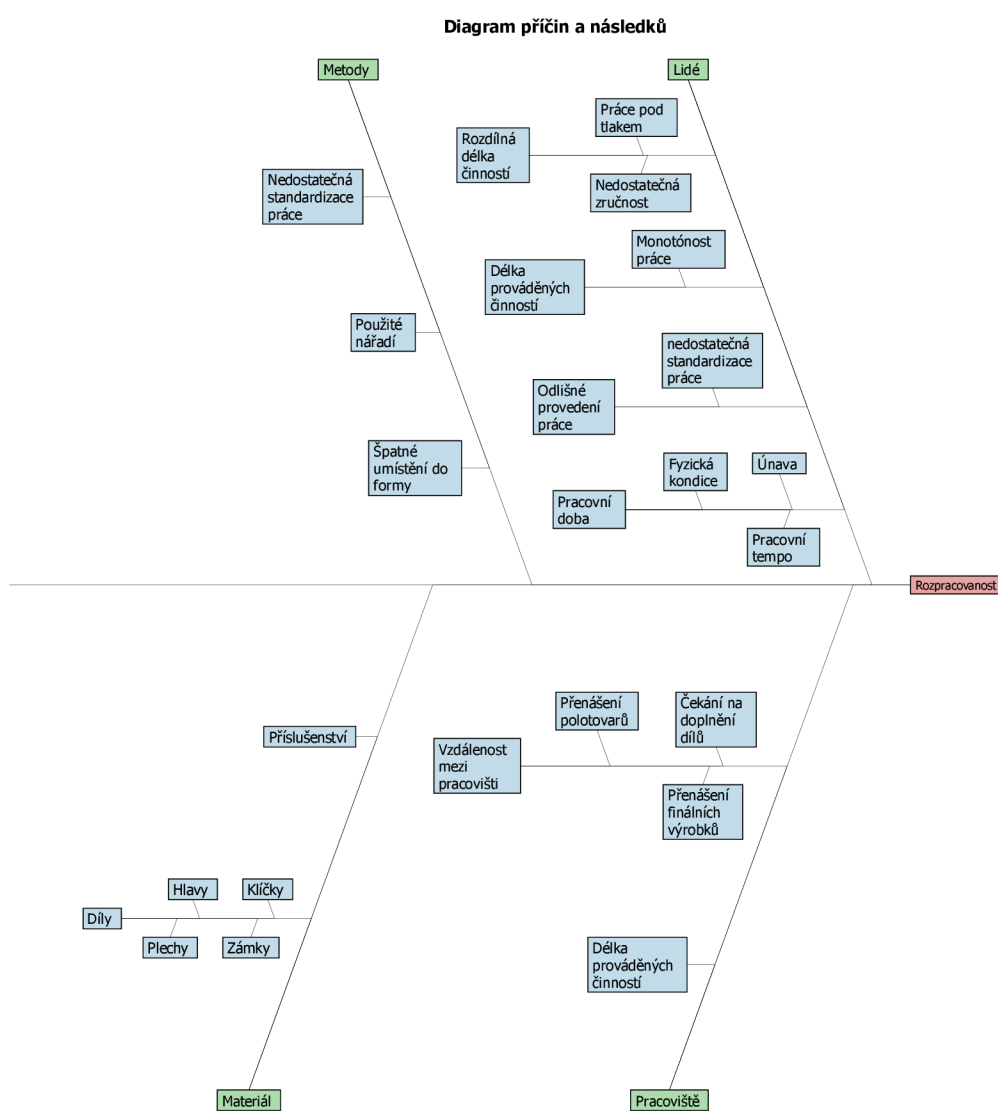 Diagram příčin a následků
Metody
Lidé
Práce pod
tlakem
Rozdílná
délka
činností
Nedostatečná
standardizace
práce
Nedostatečná
zručnost
Monotónost
práce
Délka
prováděných
činností
Použité
nářadí
nedostatečná
standardizace
práce
Odlišné
provedení
práce
Špatné
umístění do
formy
Fyzická
kondice
Únava
Pracovní
doba
Pracovní
tempo
Rozpracovanost
Příslušenství
Přenášení
polotovarů
Čekání na
doplnění
dílů
Vzdálenost
mezi
pracovišti
Přenášení
finálních
výrobků
Hlavy
Klíčky
Díly
Plechy
Zámky
Délka
prováděných
činností
Materiál
Pracoviště